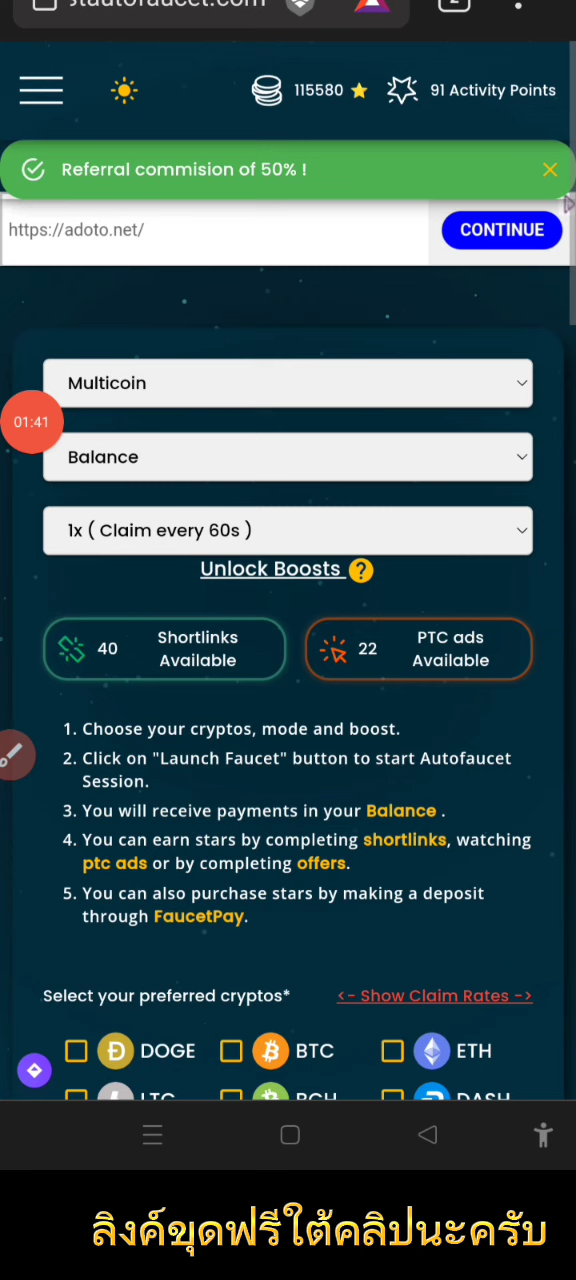 115580 91 Activity Points
Referral commision of 50% !
https://adoto.net/ CONTINUE
Multicoin
01:41
Balance
1x ( Claim every 60s )
Unlock Boosts ?
40 Shortlinks Available
22 PTC ads Available
1. Choose your cryptos, mode and boost.
2. Click on "Launch Faucet" button to start Autofaucet
Session.
3. You will receive payments in your Balance .
4. You can earn stars by completing shortlinks, watching
ptc ads or by completing offers.
5. You can also purchase stars by making a deposit
through FaucetPay.
Select your preferred cryptos* <- Show Claim Rates ->
DOGE BTC ETH
LTC BCH DASH
ลิงค์ขุดฟรีใต้คลิปนะครับ